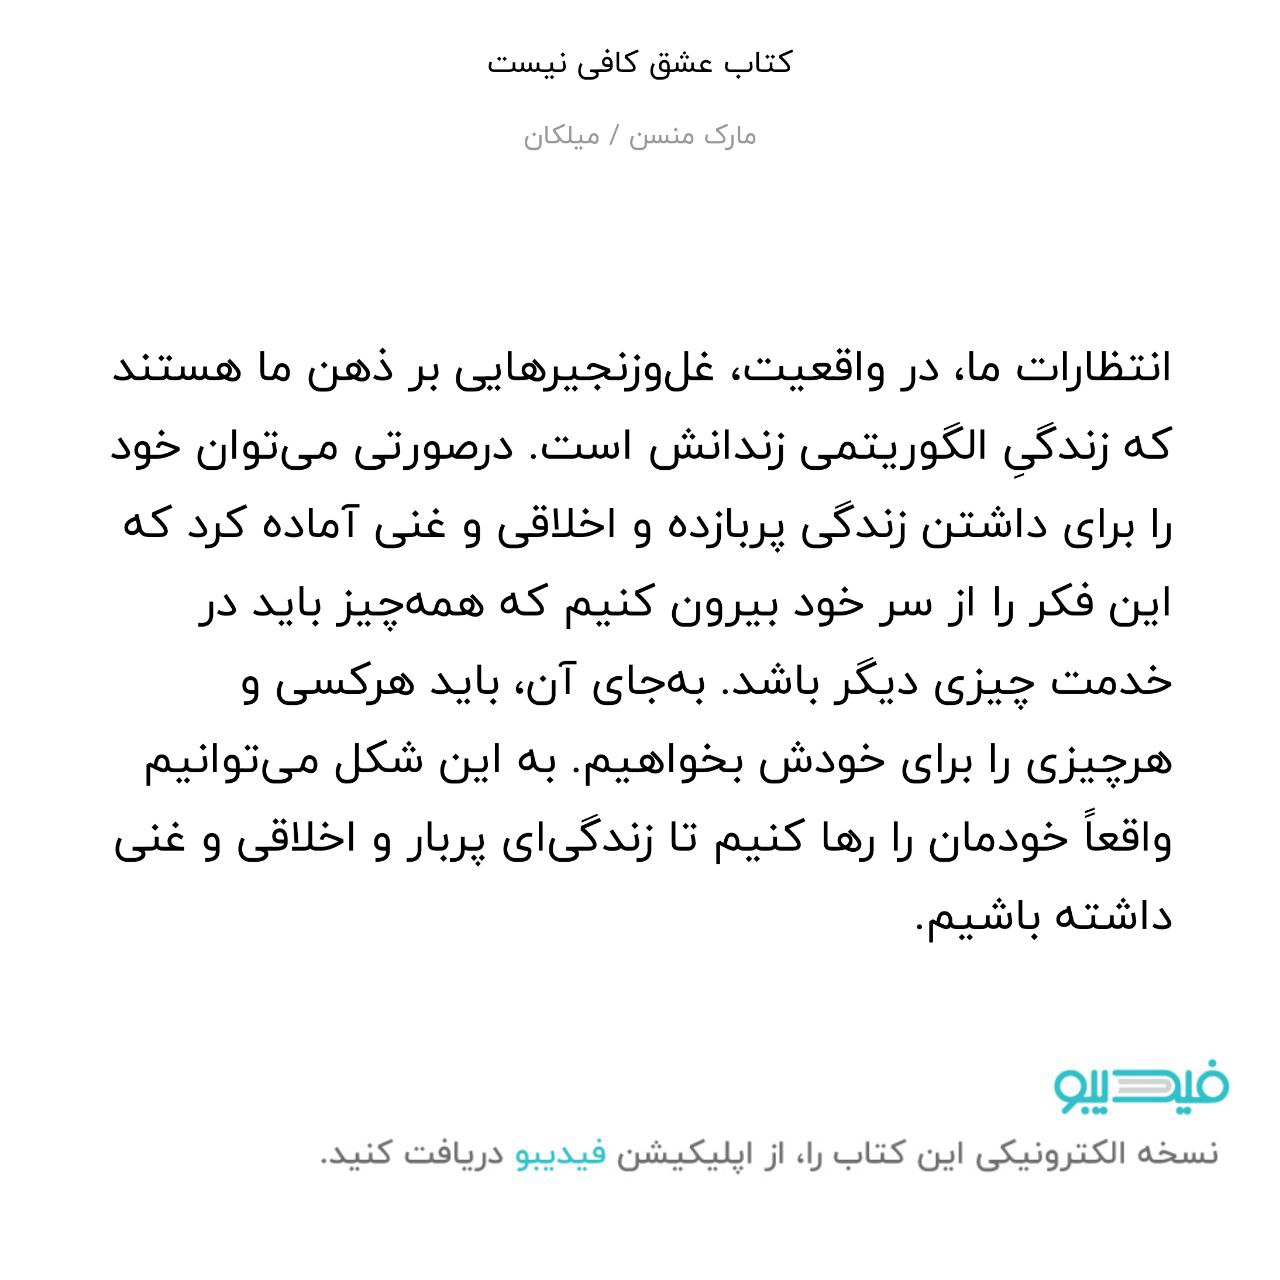 کتاب عشق کافی نیست
مارک منسن / میلکان
انتظارات ما، در واقعیت، غل‌وزنجیرهایی بر ذهن ما هستند
که زندگیِ الگوریتمی زندانش است. درصورتی می‌توان خود
را برای داشتن زندگی پربازده و اخلاقی و غنی آماده کرد که
این فکر را از سر خود بیرون کنیم که همه‌چیز باید در
خدمت چیزی دیگر باشد. به‌جای آن، باید هرکسی و
هرچیزی را برای خودش بخواهیم. به این شکل می‌توانیم
واقعاً خودمان را رها کنیم تا زندگی‌ای پربار و اخلاقی و غنی
داشته باشیم.
فیدیبو
نسخه الکترونیکی این کتاب را، از اپلیکیشن فیدیبو دریافت کنید.